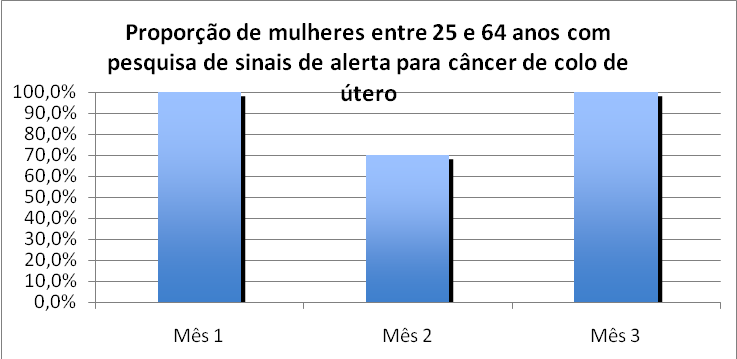 Proporção de mulheres entre 25 e 64 anos com
pesquisa de sinais de alerta para câncer de colo de
útero
100,0%
90,0%
80,0%
70,0%
60,0%
50,0%
40,0%
30,0%
20,0%
10,0%
0,0%
Mês 1 Mês 2 Mês 3